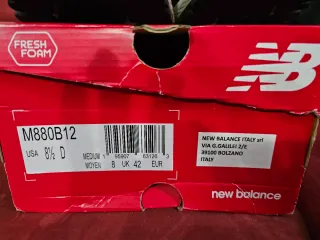 FRESH
FOAM
NB
M880B12
USA 8½ D
MEDIUM
MOYEN
8 UK 42 EUR
NEW BALANCE ITALY srl
VIA G.GALILEI 2/E
39100 BOLZANO
ITALY
new balance